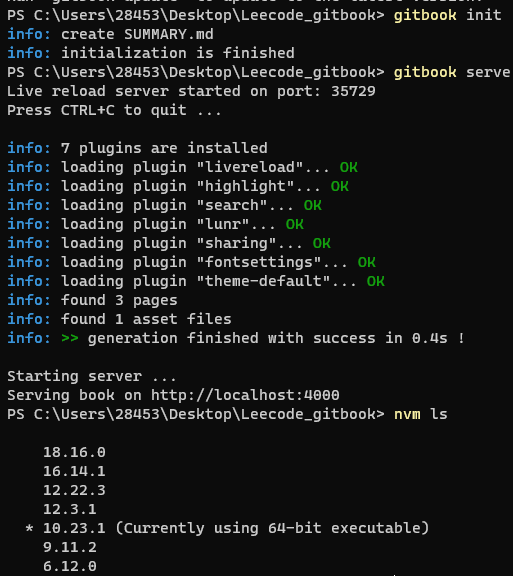 PS C:\Users\28453\Desktop\Leecode_gitbook> gitbook init
info: create SUMMARY.md
info: initialization is finished
PS C:\Users\28453\Desktop\Leecode_gitbook> gitbook serve
Live reload server started on port: 35729
Press CTRL+C to quit ...
info: 7 plugins are installed
info: loading plugin "livereload"... OK
info: loading plugin "highlight"... OK
info: loading plugin "search"... OK
info: loading plugin "lunr"... OK
info: loading plugin "sharing"... OK
info: loading plugin "fontsettings"... OK
info: loading plugin "theme-default"... OK
info: found 3 pages
info: found 1 asset files
info: >> generation finished with success in 0.4s !
Starting server ...
Serving book on http://localhost:4000
PS C:\Users\28453\Desktop\Leecode_gitbook> nvm ls
18.16.0
16.14.1
12.22.3
12.3.1
* 10.23.1 (Currently using 64-bit executable)
9.11.2
6.12.0